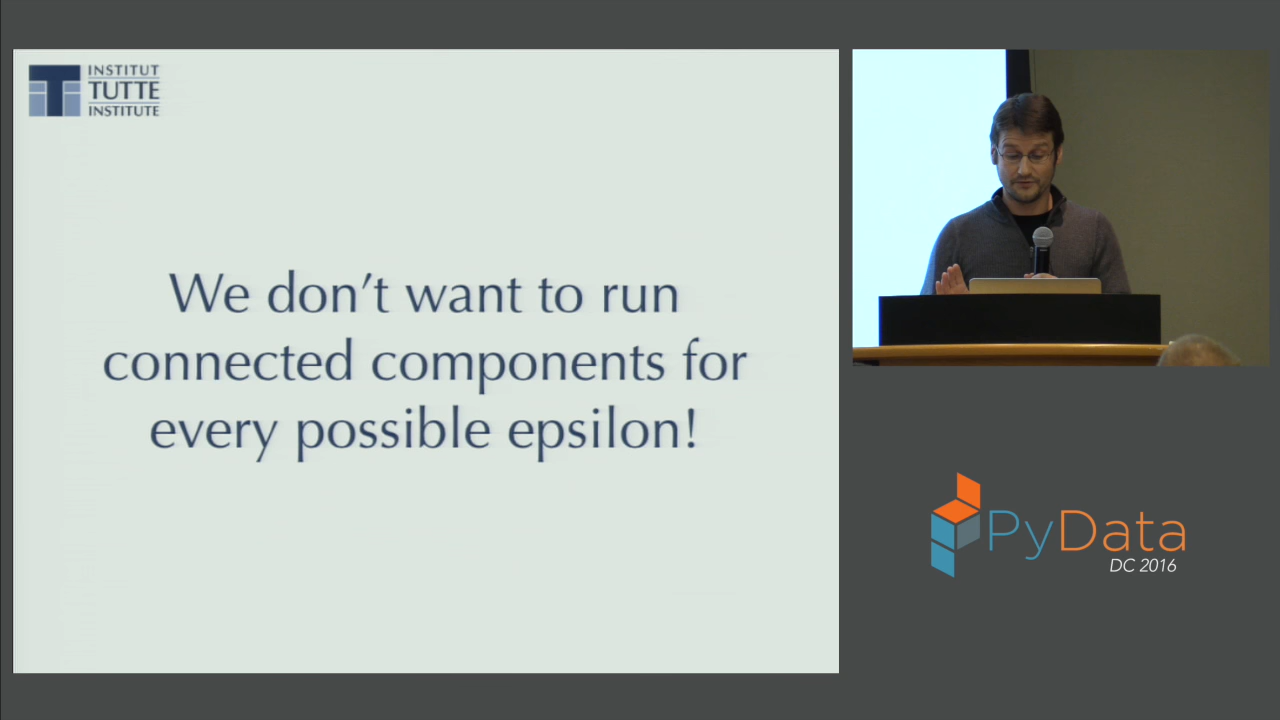 INSTITUT
TUTTE
INSTITUTE
We don't want to run
connected components for
every possible epsilon!
PyData
DC 2016